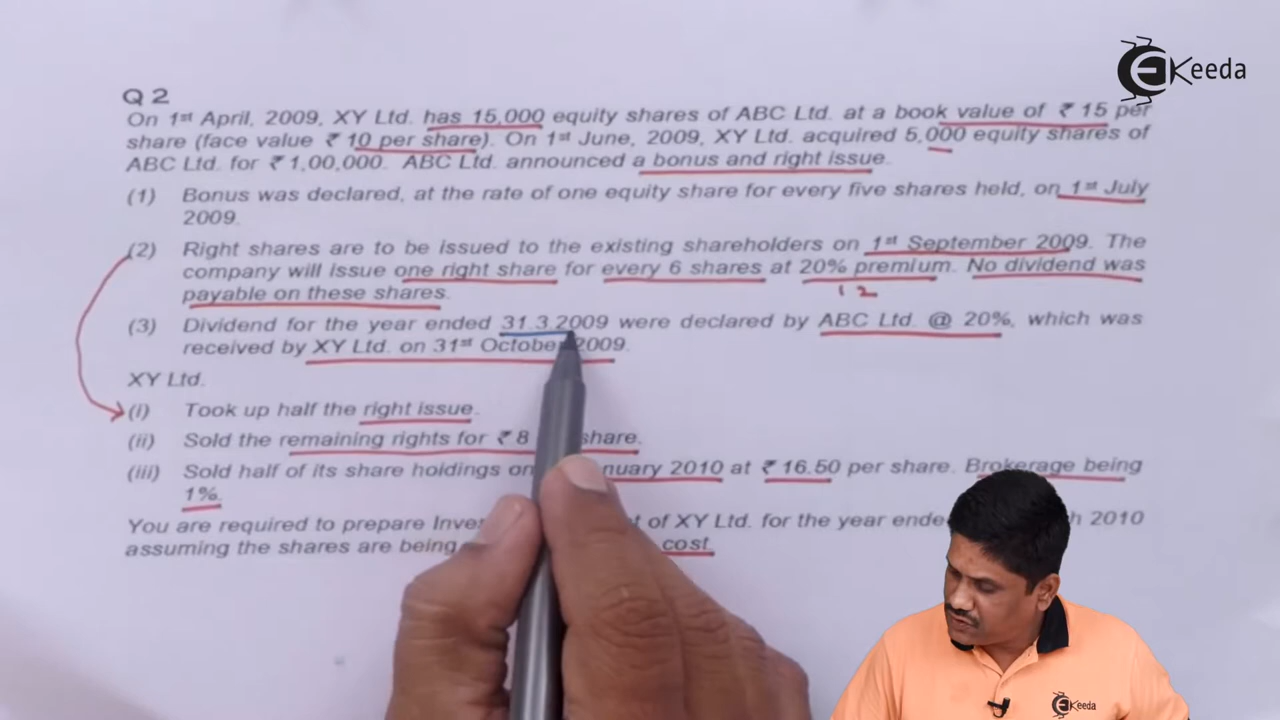 Keeda
Q 2
On 1st April, 2009, XY Ltd. has 15,000 equity shares of ABC Ltd. at a book value of ₹ 15 per
share (face value ₹ 10 per share). On 1st June, 2009, XY Ltd. acquired 5,000 equity shares of
ABC Ltd. for ₹ 1,00,000. ABC Ltd. announced a bonus and right issue.
(1) Bonus was declared, at the rate of one equity share for every five shares held, on 1st July
2009.
(2) Right shares are to be issued to the existing shareholders on 1st September 2009. The
company will issue one right share for every 6 shares at 20% premium. No dividend was
12
payable on these shares.
(3) Dividend for the year ended 31.3.2009 were declared by ABC Ltd. @ 20%, which was
received by XY Ltd. on 31st October 2009.
XY Ltd.
(i) Took up half the right issue.
(ii) Sold the remaining rights for ₹ 8 share.
(iii) Sold half of its share holdings on nuary 2010 at ₹ 16.50 per share. Brokerage being
1%.
You are required to prepare t of XY Ltd. for the year 2010
assuming the shares are being cost
Keeda